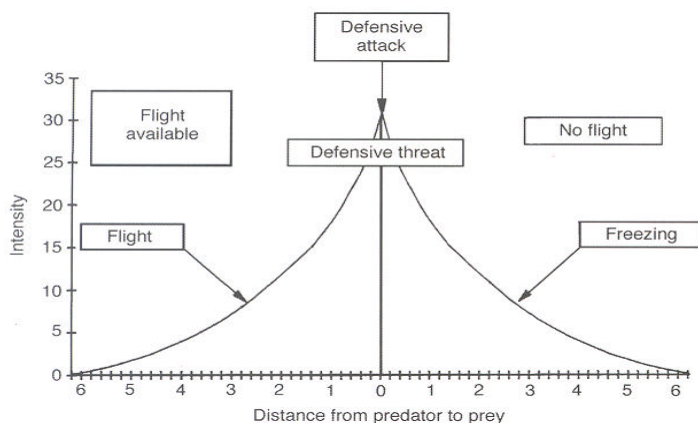 Defensive
attack
35
30
25
20
15
10
5
0
Intensity
Flight
available
No flight
Defensive threat
Flight
Freezing
6 5 4 3 2 1 0 1 2 3 4 5 6
Distance from predator to prey